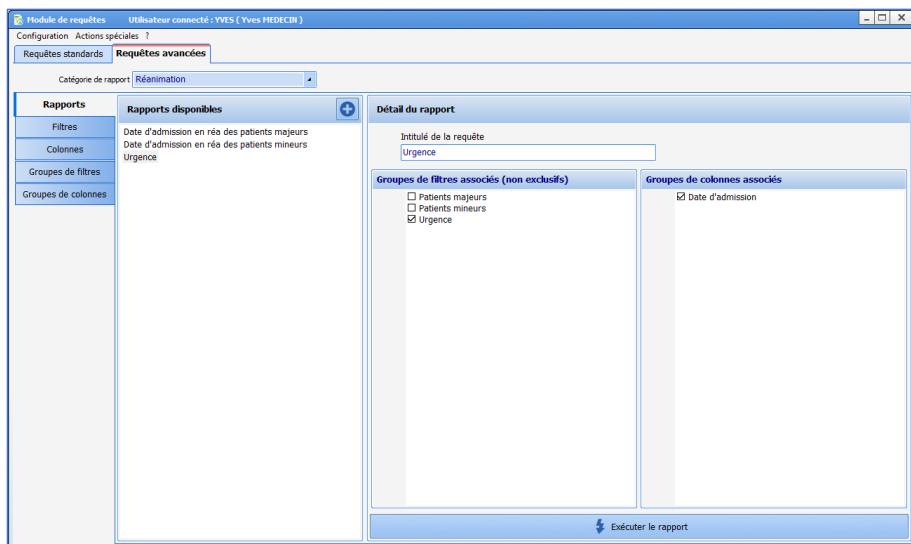 Module de requêtes Utilisateur connecté : YVES ( Yves MEDECIN )
Configuration Actions spéciales ?
Requêtes standards Requêtes avancées
Catégorie de rapport Réanimation
Rapports
Filtres
Colonnes
Groupes de filtres
Groupes de colonnes
Rapports disponibles
Date d'admission en réa des patients majeurs
Date d'admission en réa des patients mineurs
Urgence
Détail du rapport
Intitulé de la requête
Urgence
Groupes de filtres associés (non exclusifs)
Patients majeurs
Patients mineurs
Urgence
Groupes de colonnes associés
Date d'admission
Exécuter le rapport